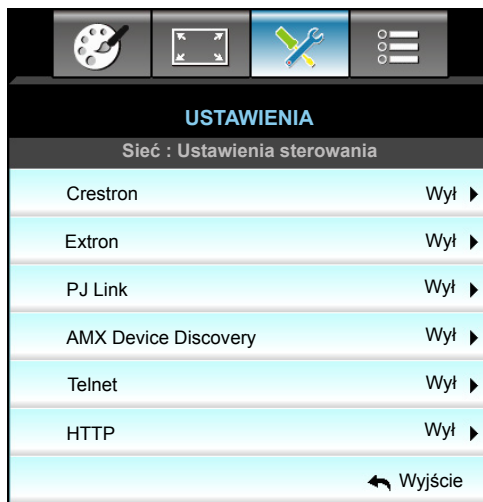 USTAWIENIA
Sieć : Ustawienia sterowania
Crestron Wył
Extron Wył
PJ Link Wył
AMX Device Discovery Wył
Telnet Wył
HTTP Wył
Wyjście